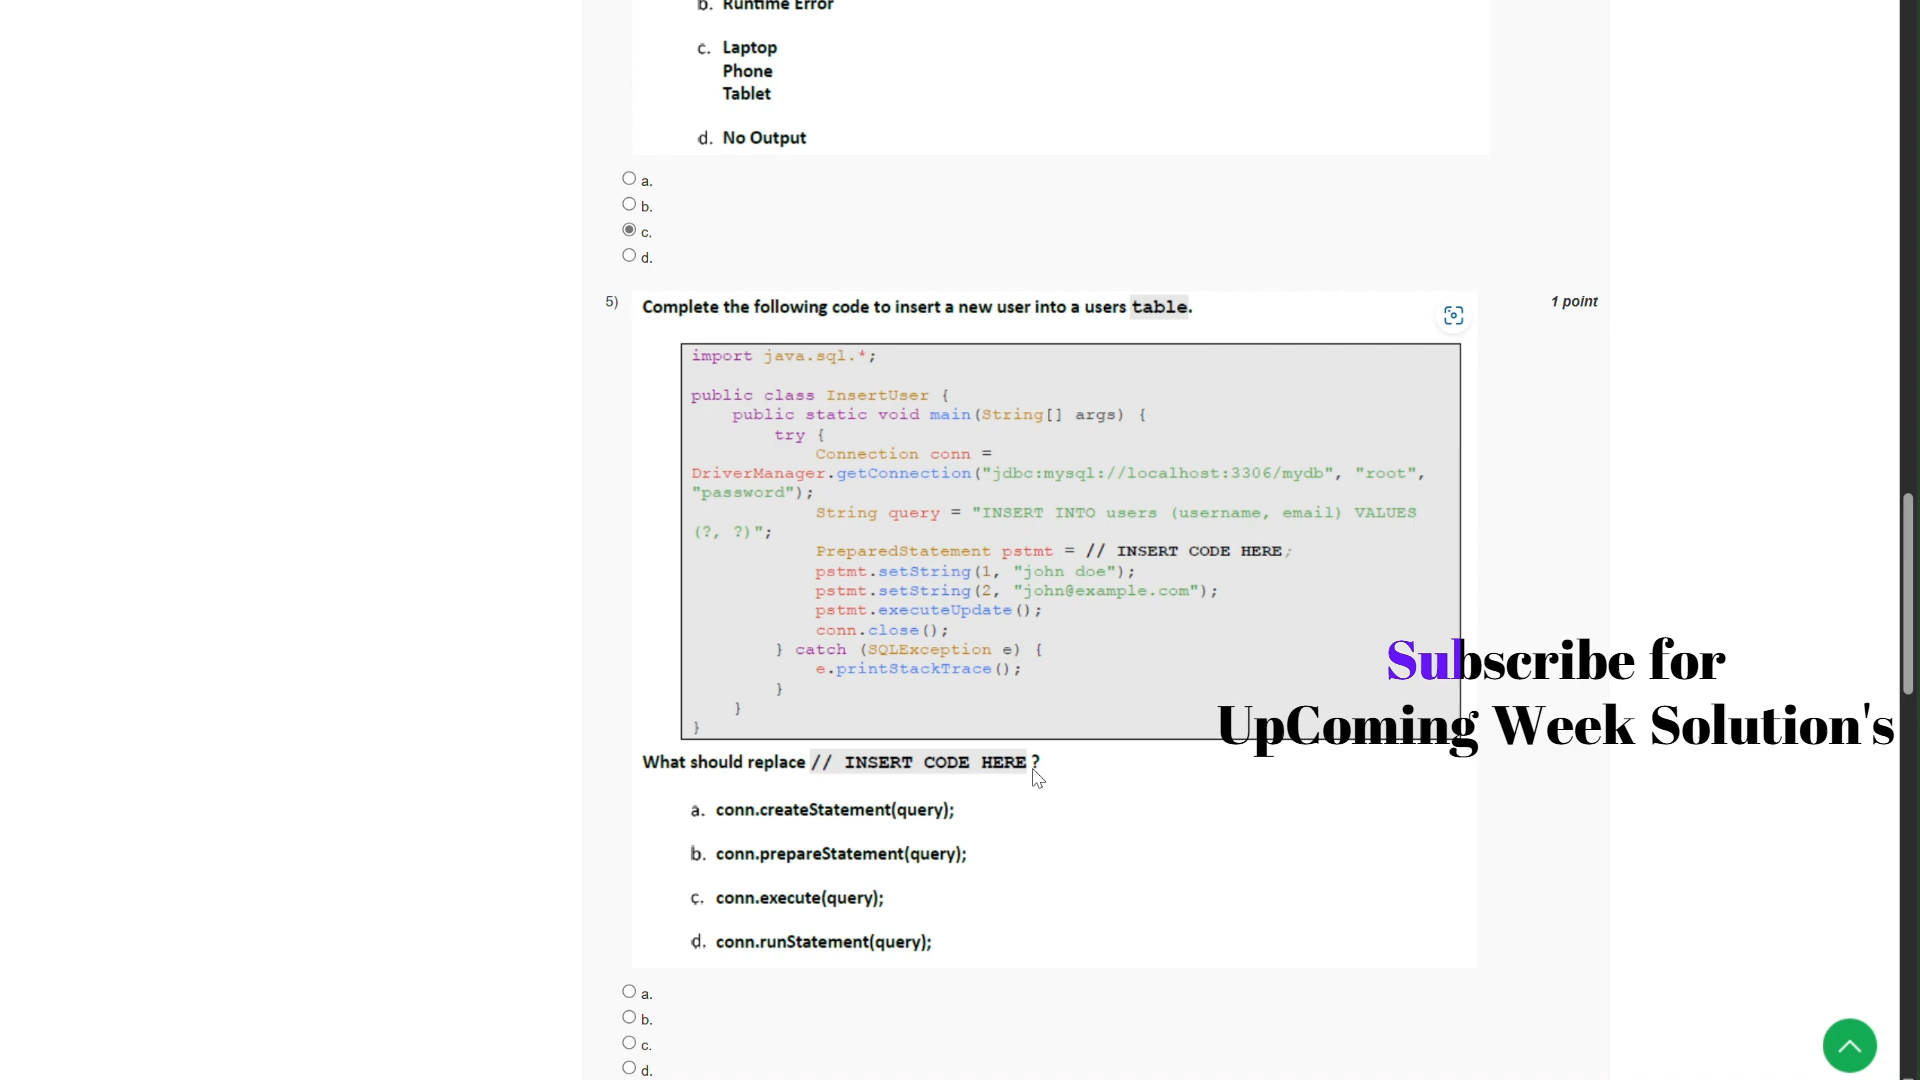 b. Runtime Error
c. Laptop
Phone
Tablet
d. No Output
a.
b.
c.
d.
5) Complete the following code to insert a new user into a users table. 1 point
import java.sql.*;
public class InsertUser {
public static void main(String[] args) {
try {
Connection conn =
DriverManager.getConnection("jdbc:mysql://localhost:3306/mydb", "root",
"password");
String query = "INSERT INTO users (username, email) VALUES
(?, ?)";
PreparedStatement pstmt = // INSERT CODE HERE;
pstmt.setString(1, "john doe");
pstmt.setString(2, "john@example.com");
pstmt.executeUpdate();
conn.close();
} catch (SQLException e) {
e.printStackTrace();
}
}
}
Subscribe for
UpComing Week Solution's
What should replace // INSERT CODE HERE ?
a. conn.createStatement(query);
b. conn.prepareStatement(query);
c. conn.execute(query);
d. conn.runStatement(query);
a.
b.
c.
d.